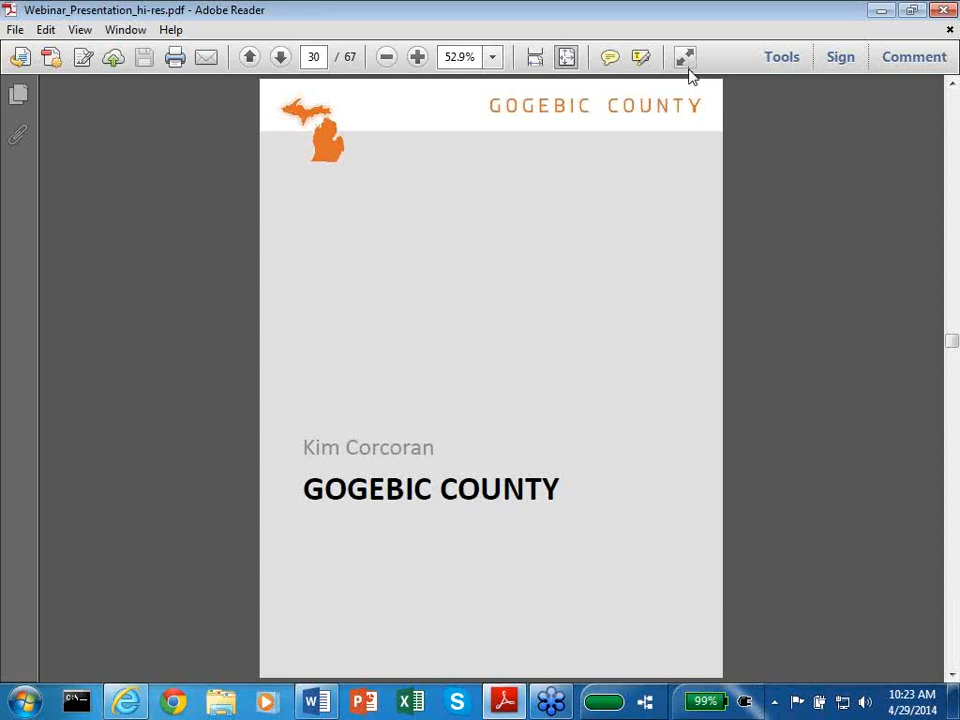 Webinar_Presentation_hi-res.pdf - Adobe Reader
File Edit View Window Help
30 / 67 52.9% Tools Sign Comment
GOGEBIC COUNTY
Kim Corcoran
GOGEBIC COUNTY
99% 10:23 AM
4/29/2014